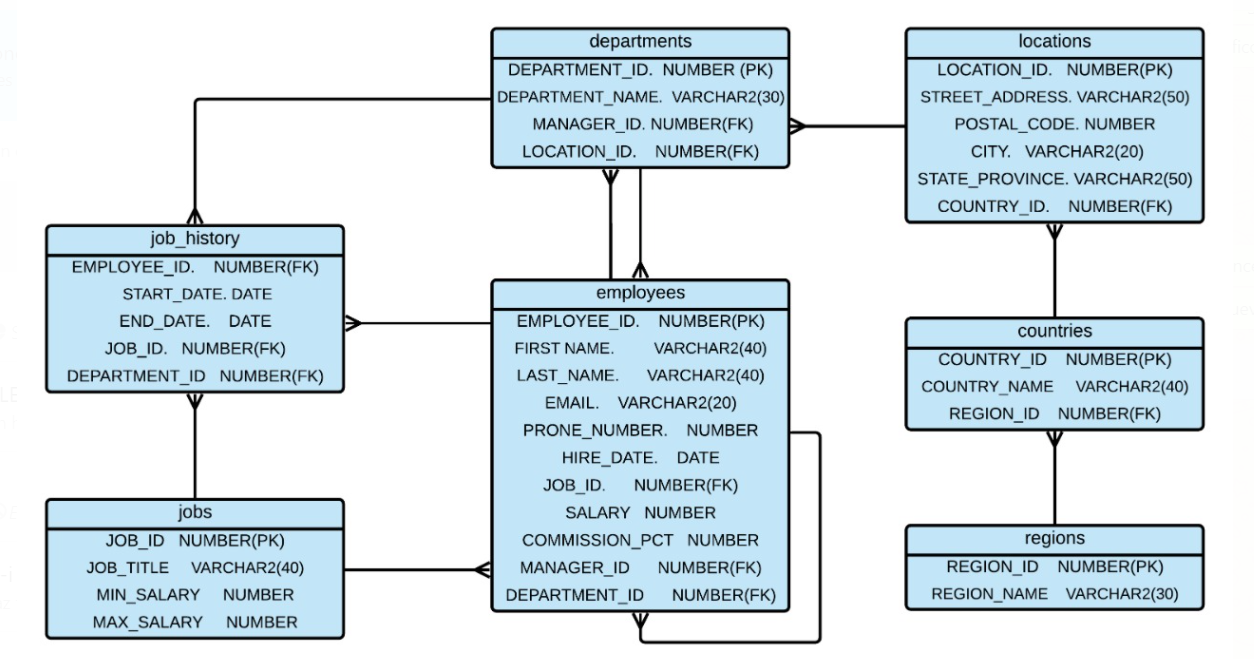 departments
DEPARTMENT_ID. NUMBER (PK)
DEPARTMENT_NAME. VARCHAR2(30)
MANAGER_ID. NUMBER(FK)
LOCATION_ID. NUMBER(FK)
locations
LOCATION_ID. NUMBER(PK)
STREET_ADDRESS. VARCHAR2(50)
POSTAL_CODE. NUMBER
CITY. VARCHAR2(20)
STATE_PROVINCE. VARCHAR2(50)
COUNTRY_ID. NUMBER(FK)
job_history
EMPLOYEE_ID. NUMBER(FK)
START_DATE. DATE
END_DATE. DATE
JOB_ID. NUMBER(FK)
DEPARTMENT_ID NUMBER(FK)
employees
EMPLOYEE_ID. NUMBER(PK)
FIRST NAME. VARCHAR2(40)
LAST_NAME. VARCHAR2(40)
EMAIL. VARCHAR2(20)
PRONE_NUMBER. NUMBER
HIRE_DATE. DATE
JOB_ID. NUMBER(FK)
SALARY NUMBER
COMMISSION_PCT NUMBER
MANAGER_ID NUMBER(FK)
DEPARTMENT_ID NUMBER(FK)
countries
COUNTRY_ID NUMBER(PK)
COUNTRY_NAME VARCHAR2(40)
REGION_ID NUMBER(FK)
jobs
JOB_ID NUMBER(PK)
JOB_TITLE VARCHAR2(40)
MIN_SALARY NUMBER
MAX_SALARY NUMBER
regions
REGION_ID NUMBER(PK)
REGION_NAME VARCHAR2(30)